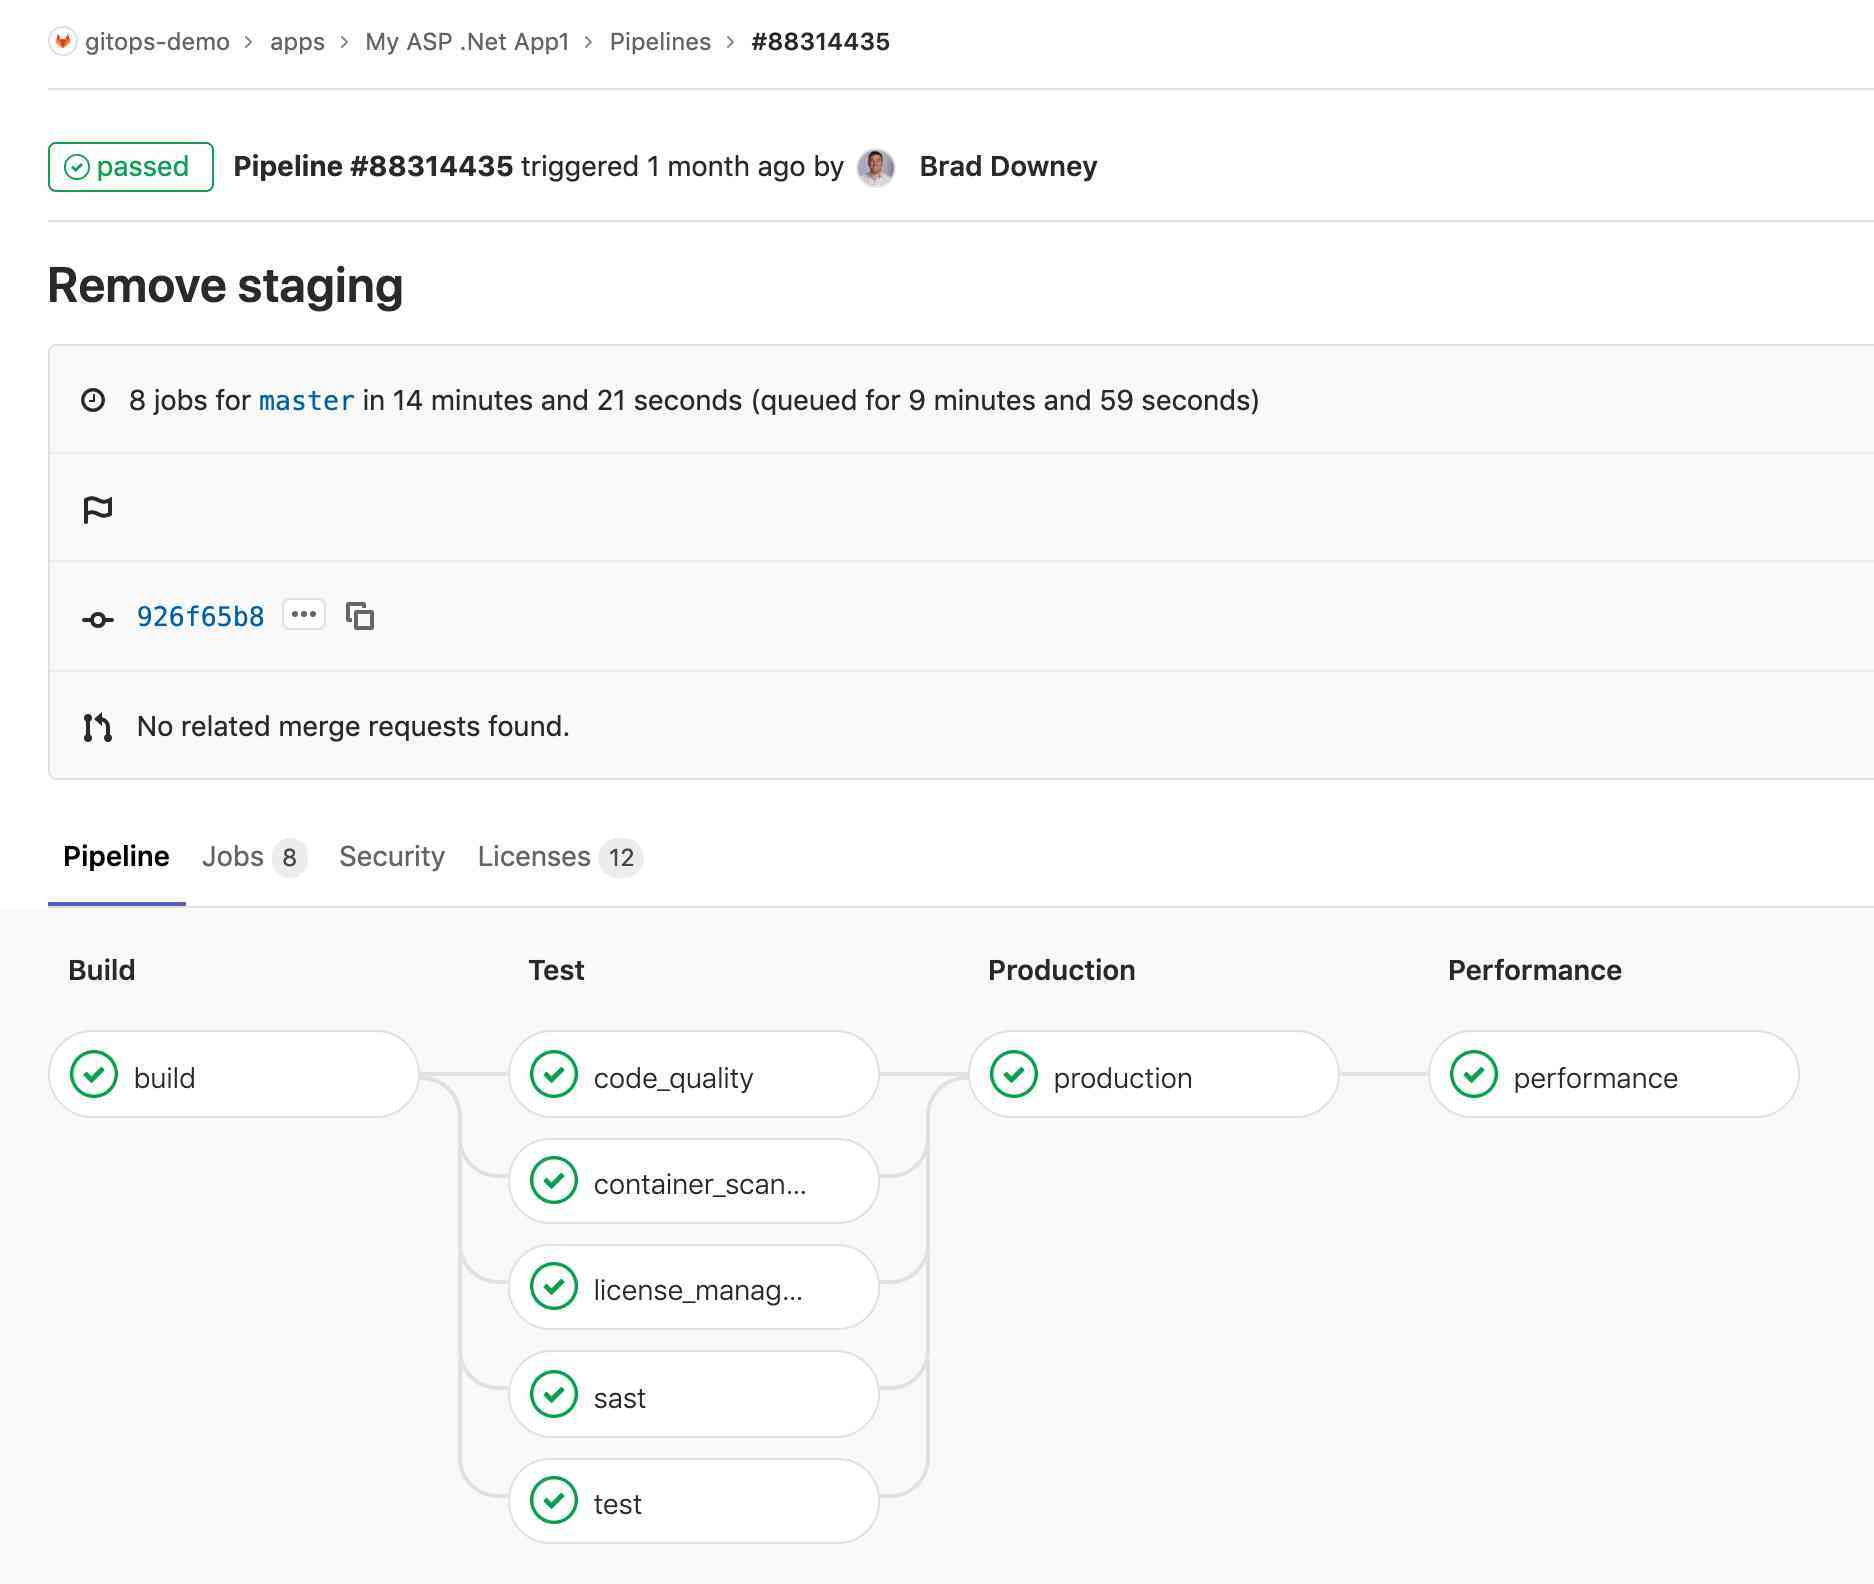 gitops-demo > apps > My ASP .Net App1 > Pipelines > #88314435
passed Pipeline #88314435 triggered 1 month ago by Brad Downey
Remove staging
8 jobs for master in 14 minutes and 21 seconds (queued for 9 minutes and 59 seconds)
926f65b8 •••
No related merge requests found.
Pipeline Jobs 8 Security Licenses 12
Build Test Production Performance
build code_quality production performance
container_scan...
license_manag...
sast
test